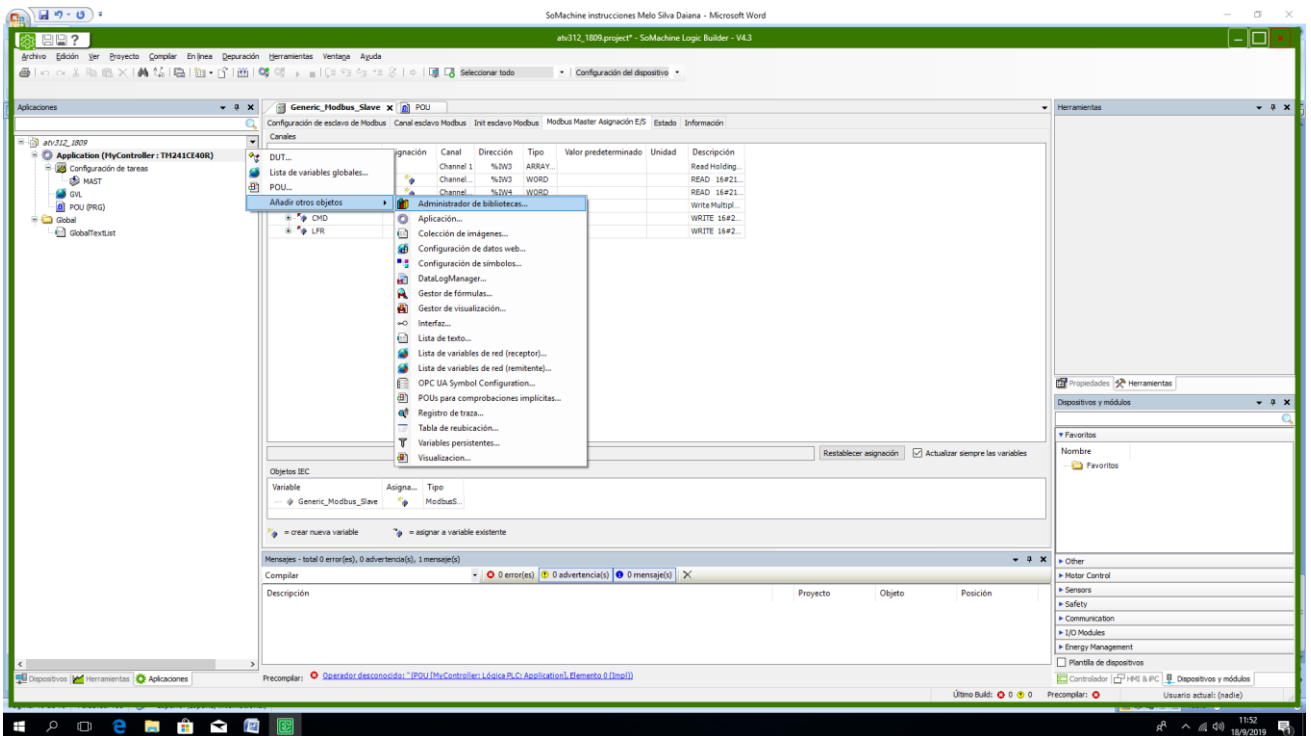 SoMachine instrucciones Melo Silva Daiana - Microsoft Word
atv312_1809.project* - SoMachine Logic Builder - V4.3
Archivo Edición Ver Proyecto Compilar En línea Depuración Herramientas Ventana Ayuda
Seleccionar todo Configuración del dispositivo
Aplicaciones
atv312_1809
Application (MyController : TM241CE40R)
Configuración de tareas
MAST
GVL
POU (PRG)
Global
GlobalTextList
DUT...
Lista de variables globales...
POU...
Añadir otros objetos
Administrador de bibliotecas...
Aplicación...
Colección de imágenes...
Configuración de datos web...
Configuración de símbolos...
DataLogManager...
Gestor de fórmulas...
Gestor de visualización...
Interfaz...
Lista de texto...
Lista de variables de red (receptor)...
Lista de variables de red (remitente)...
OPC UA Symbol Configuration...
POUs para comprobaciones implícitas...
Registro de traza...
Tabla de reubicación...
Variables persistentes...
Visualizacion...
Generic_Modbus_Slave POU
Configuración de esclavo de Modbus Canal esclavo Modbus Init esclavo Modbus Modbus Master Asignación E/S Estado Información
Canales
ignación Canal Dirección Tipo Valor predeterminado Unidad Descripción
Channel 1 %IW3 ARRAY... Read Holding...
Channel... %IW3 WORD READ 16#21...
Channel... %IW4 WORD READ 16#21...
Write Multipl...
CMD WRITE 16#2...
LFR WRITE 16#2...
Restablecer asignación Actualizar siempre las variables
Objetos IEC
Variable Asigna... Tipo
Generic_Modbus_Slave ModbusS...
= crear nueva variable = asignar a variable existente
Mensajes - total 0 error(es), 0 advertencia(s), 1 mensaje(s)
Compilar 0 error(es) 0 advertencia(s) 0 mensaje(s)
Descripción Proyecto Objeto Posición
Precompilar: Operador desconocido: '' (POU [MyController: Lógica PLC: Application], Elemento 0 (Impl))
Herramientas
Propiedades Herramientas
Dispositivos y módulos
Favoritos
Nombre
Favoritos
Other
Motor Control
Sensors
Safety
Communication
I/O Modules
Energy Management
Plantilla de dispositivos
Controlador HMI & iPC Dispositivos y módulos
Dispositivos Herramientas Aplicaciones
Último Build: 0 0 Precompilar: Usuario actual: (nadie)
11:52
18/9/2019